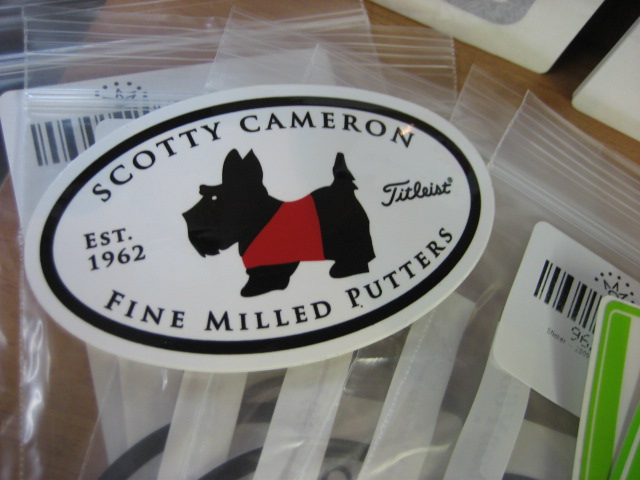 SCOTTY CAMERON
Titleist®
EST.
1962
FINE MILLED PUTTERS